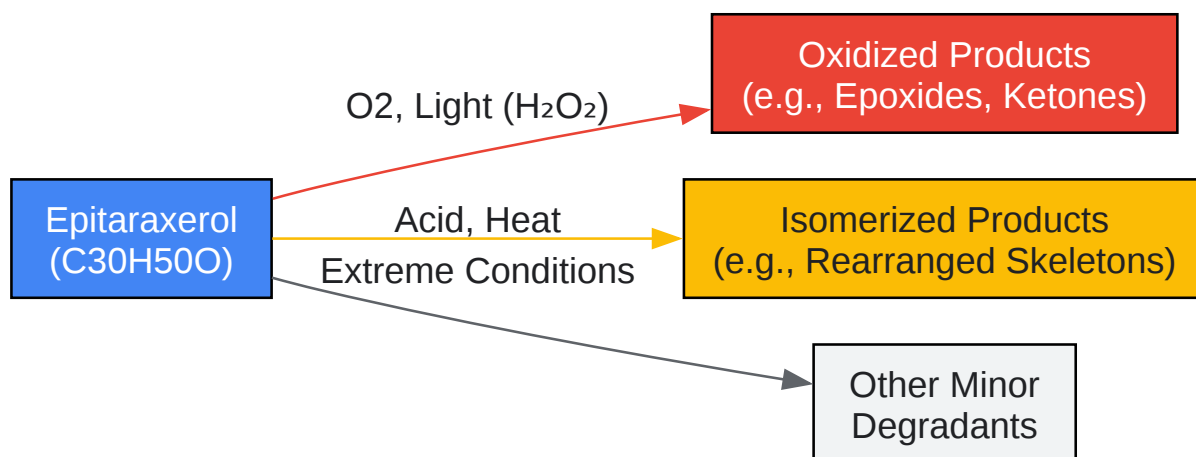 Oxidized Products
(e.g., Epoxides, Ketones)
O2, Light (H₂O₂)
Epitaraxerol
(C30H50O)
Acid, Heat
Isomerized Products
(e.g., Rearranged Skeletons)
Extreme Conditions
Other Minor
Degradants